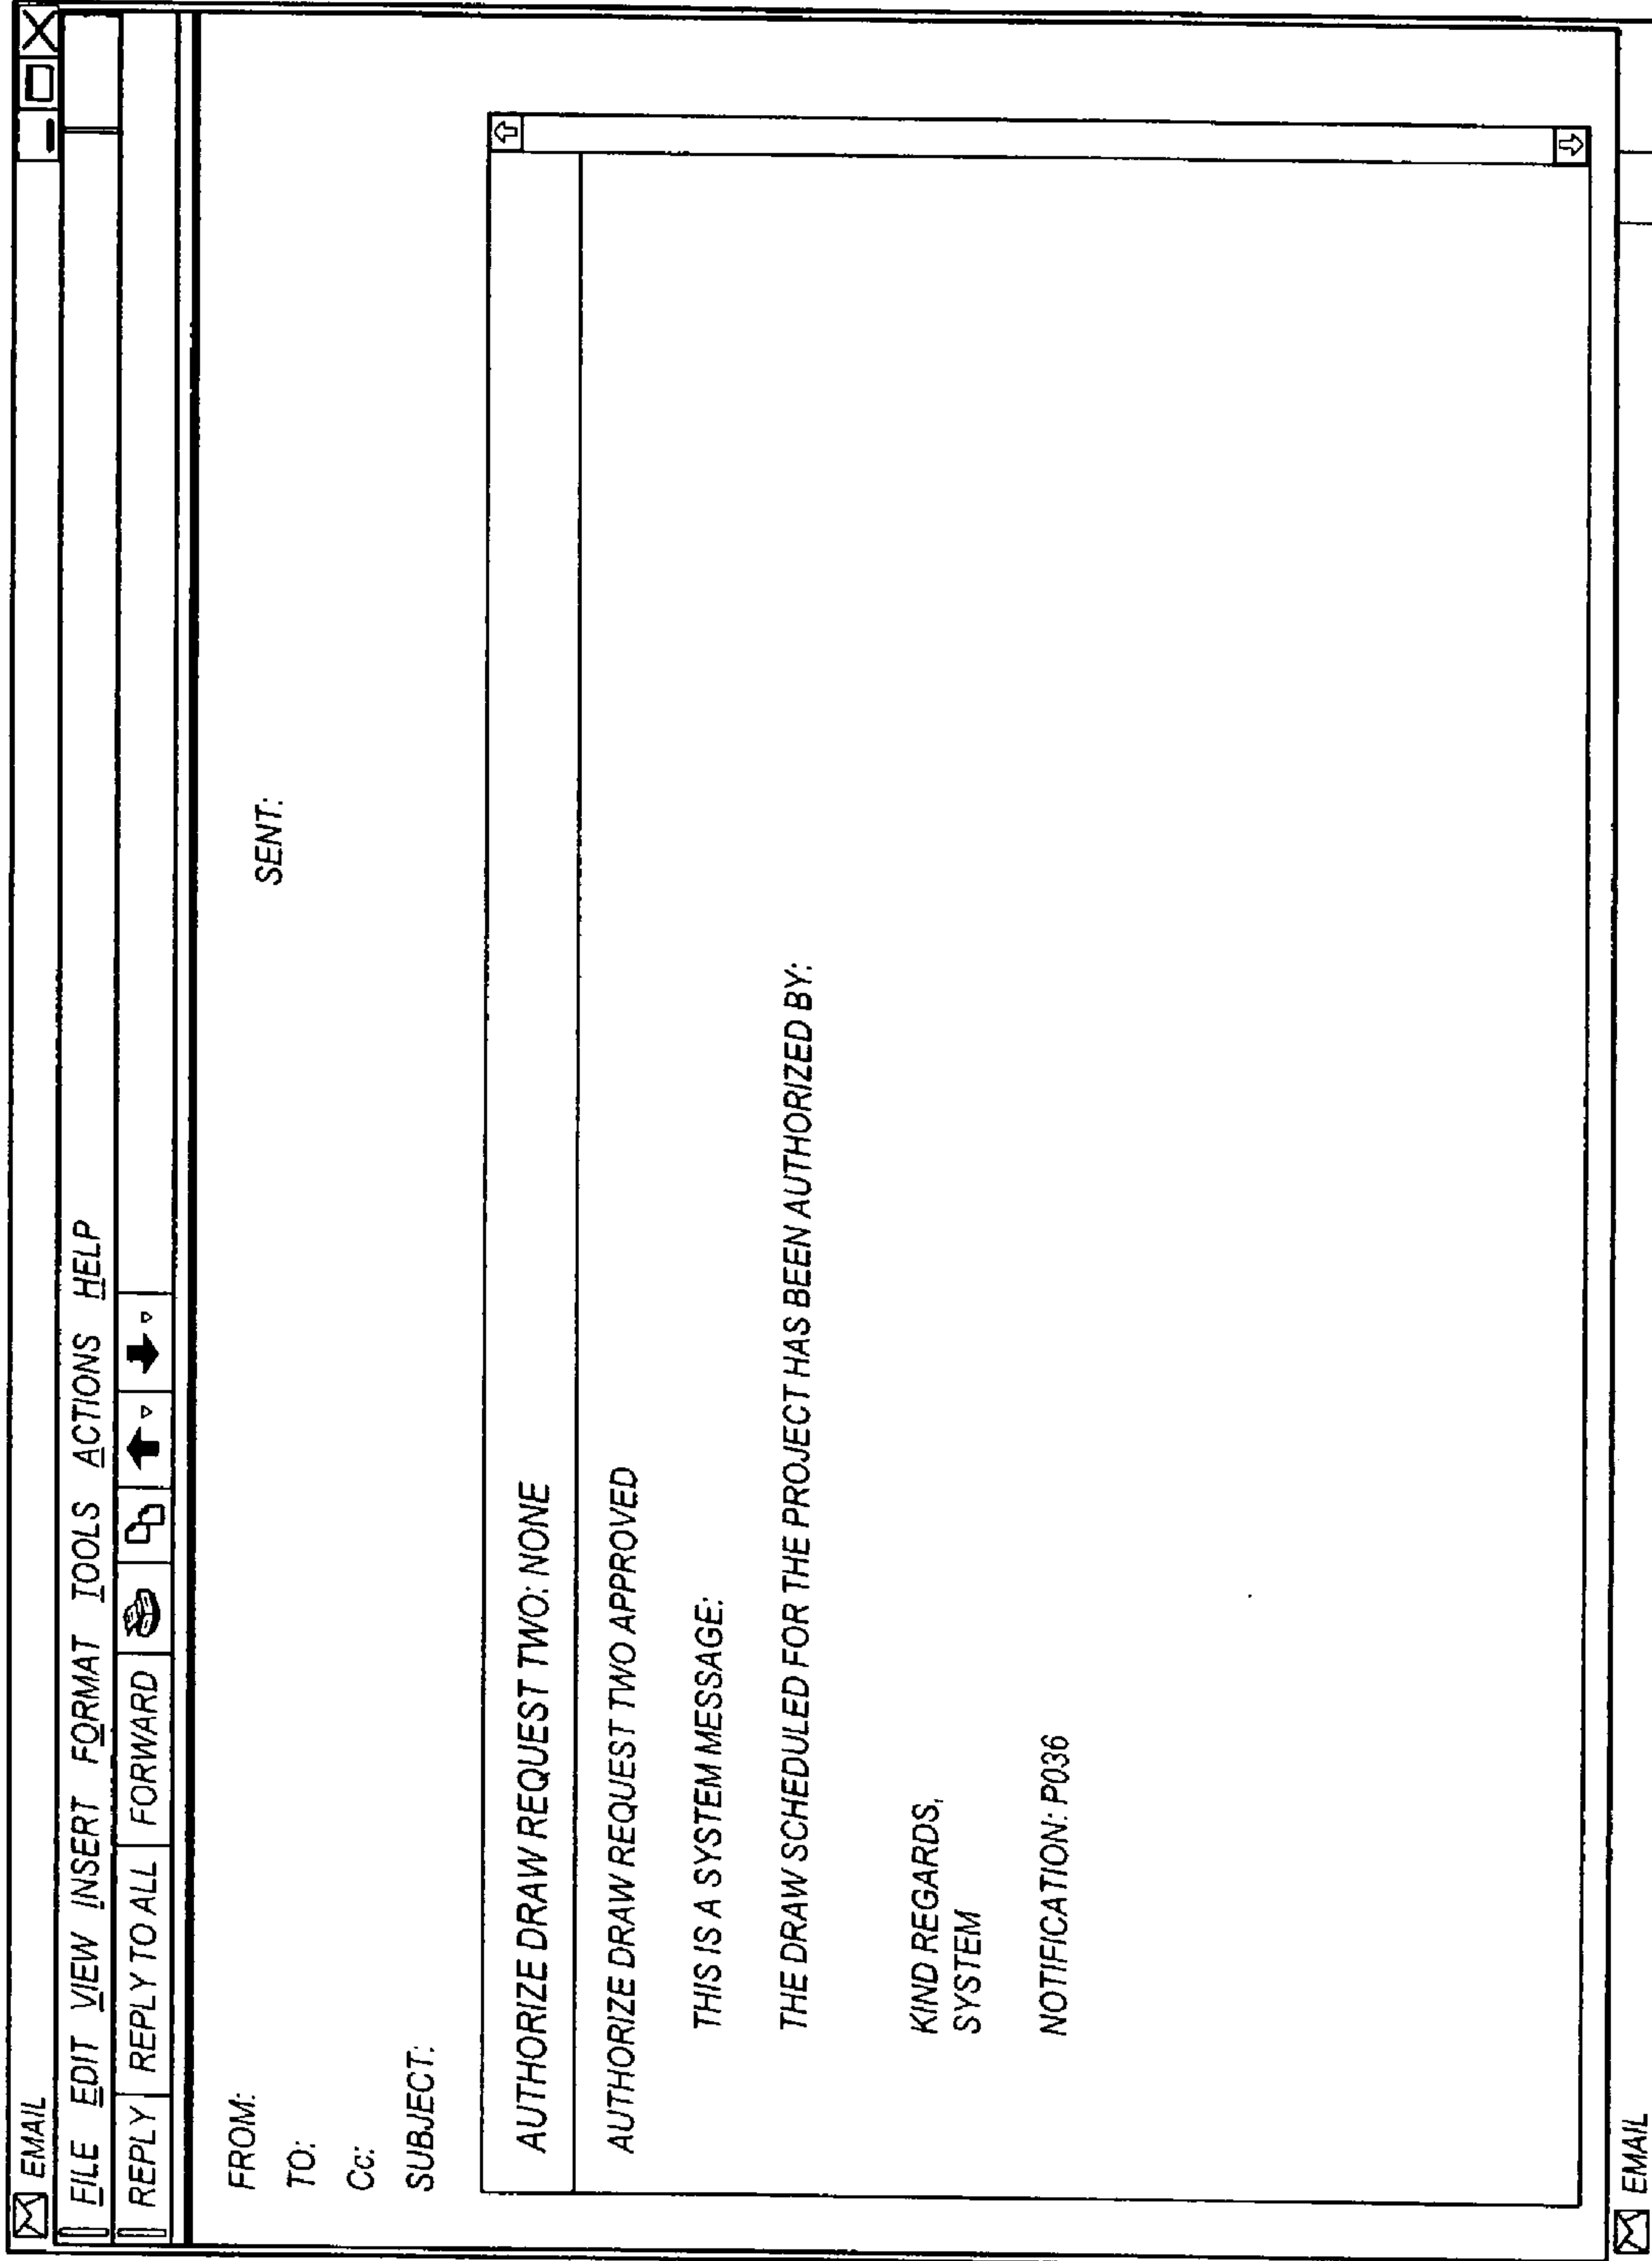 EMAIL
FILE EDIT VIEW INSERT FORMAT TOOLS ACTIONS HELP
REPLY REPLY TO ALL FORWARD
FROM:
SENT:
TO:
Cc:
SUBJECT:
AUTHORIZE DRAW REQUEST TWO: NONE
AUTHORIZE DRAW REQUEST TWO APPROVED
THIS IS A SYSTEM MESSAGE:
THE DRAW SCHEDULED FOR THE PROJECT HAS BEEN AUTHORIZED BY:
KIND REGARDS,
SYSTEM
NOTIFICATION: P036
EMAIL